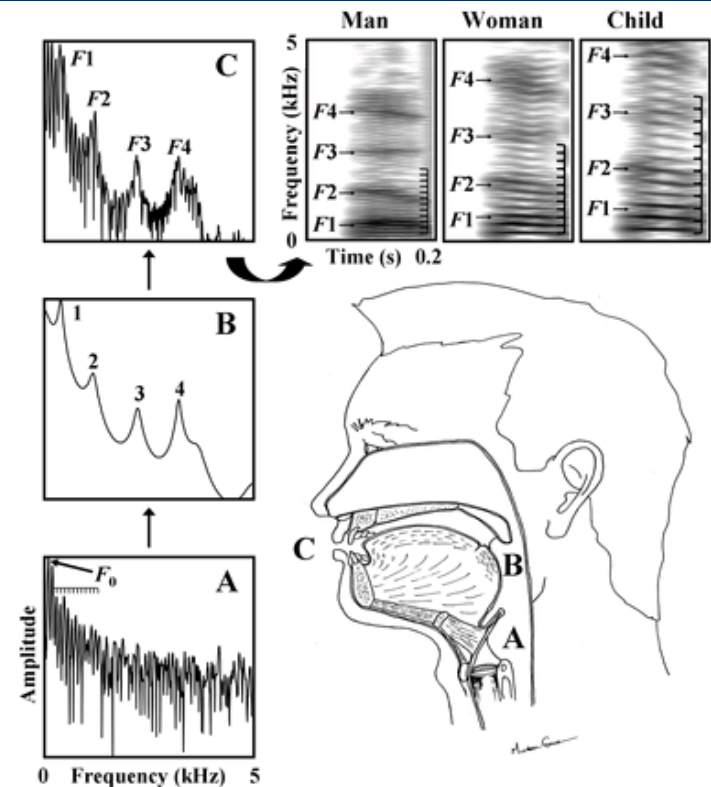 Man Woman Child
C
F1
F2
F3 F4
5
Frequency (kHz)
0
F4
F3
F2
F1
F4
F3
F2
F1
F4
F3
F2
F1
Time (s) 0.2
B
1
2
3
4
A
F0
Amplitude
0 Frequency (kHz) 5
C
B
A